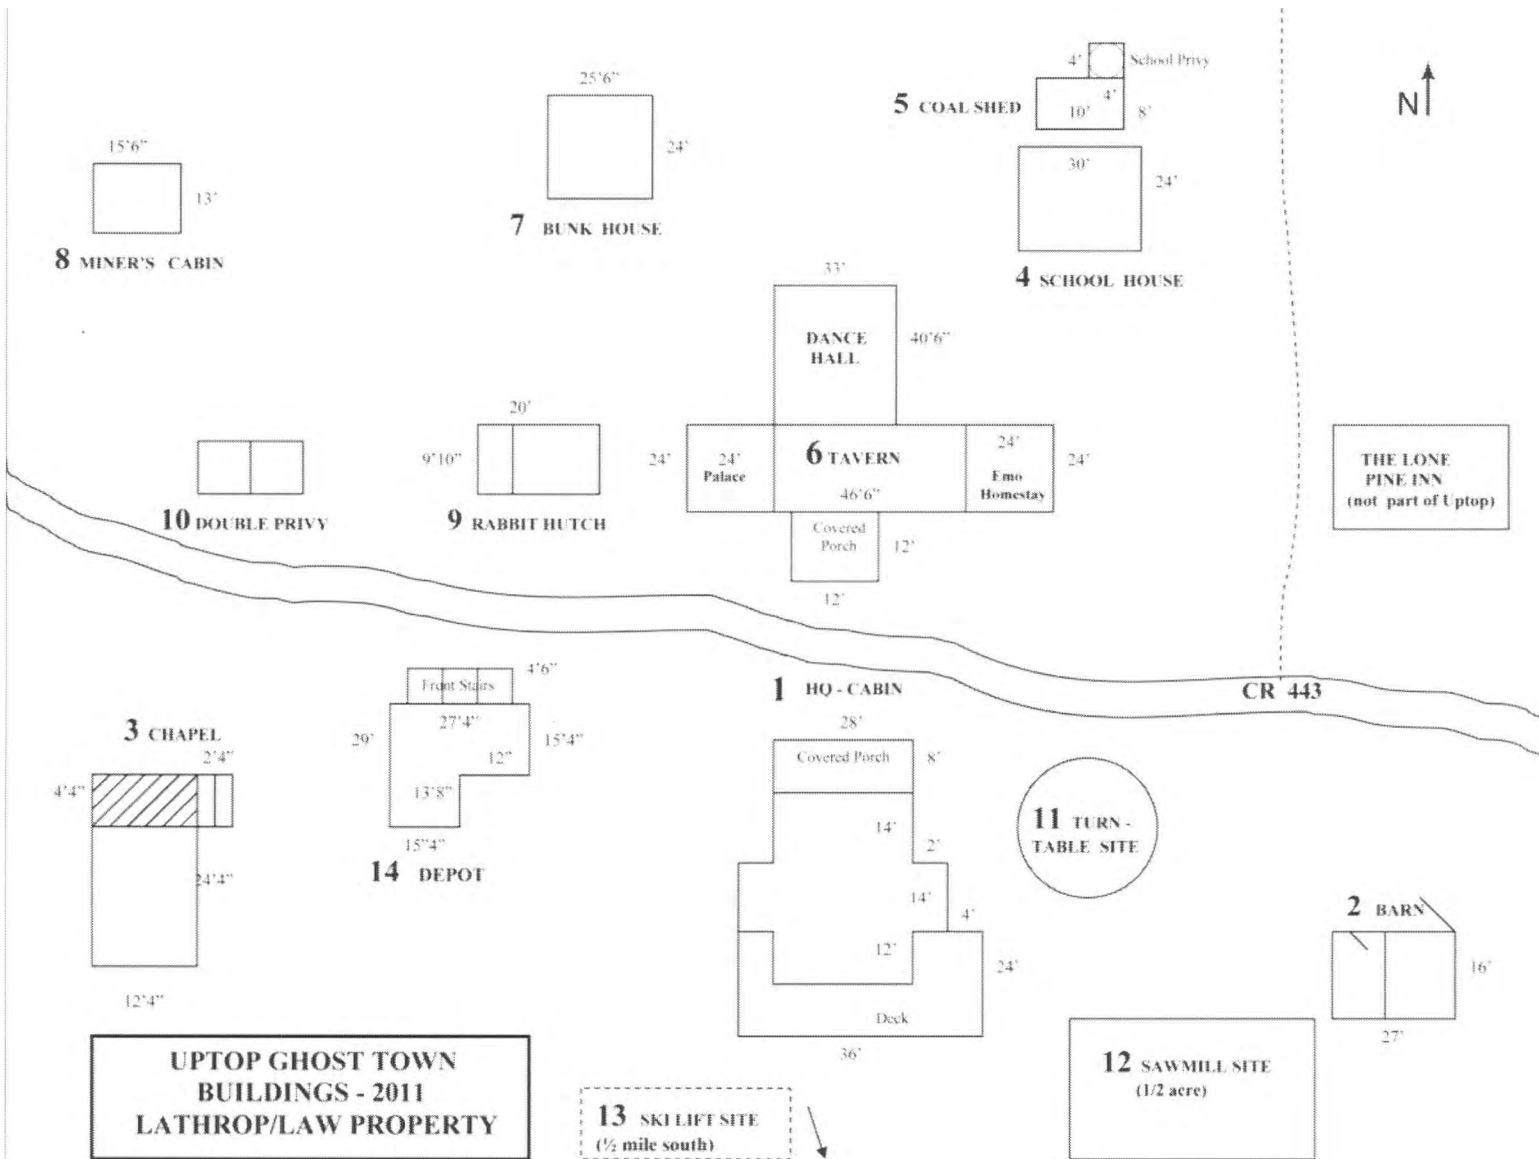 4’
School Privy
25’6”
5 COAL SHED
10’
4’
8’
N
15’6”
13’
24’
30’
24’
7 BUNK HOUSE
8 MINER’S CABIN
4 SCHOOL HOUSE
33’
DANCE
HALL
40’6”
20’
9’10”
24’
24’
Palace
6 TAVERN
46’6”
24’
Emo
Homestay
24’
THE LONE
PINE INN
(not part of Uptop)
10 DOUBLE PRIVY
9 RABBIT HUTCH
Covered
Porch
12’
12’
4’6”
Front Stairs
1 HQ - CABIN
CR 443
3 CHAPEL
2’4”
4’4”
29’
27’4”
12”
15’4”
13’8”
15”4’
14 DEPOT
28’
Covered Porch
8’
14’
2’
14’
4’
12’
24’
Deck
36’
11 TURN -
TABLE SITE
24’4”
12’4”
2 BARN
16’
27’
UPTOP GHOST TOWN
BUILDINGS - 2011
LATHROP/LAW PROPERTY
13 SKI LIFT SITE
(½ mile south)
12 SAWMILL SITE
(1/2 acre)